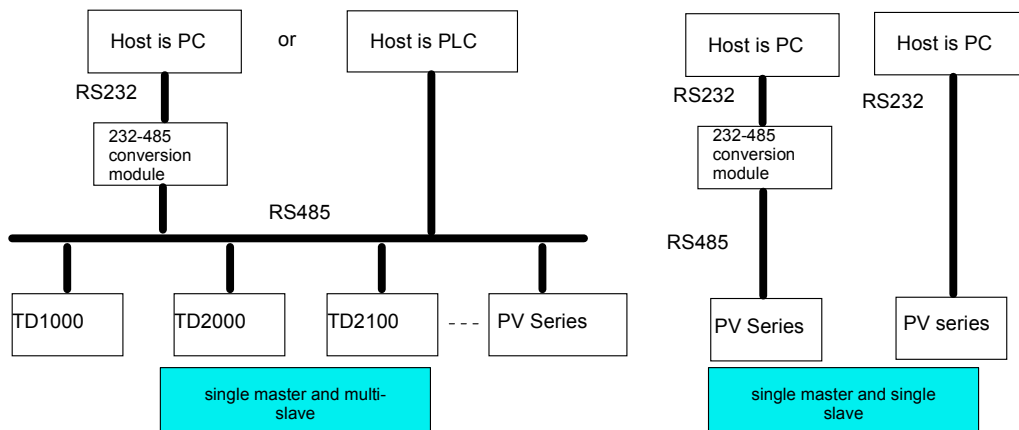 Host is PC
or
Host is PLC
RS232
232-485
conversion
module
RS485
TD1000
TD2000
TD2100
PV Series
single master and multi-
slave
Host is PC
Host is PC
RS232
RS232
232-485
conversion
module
RS485
PV Series
PV series
single master and single
slave